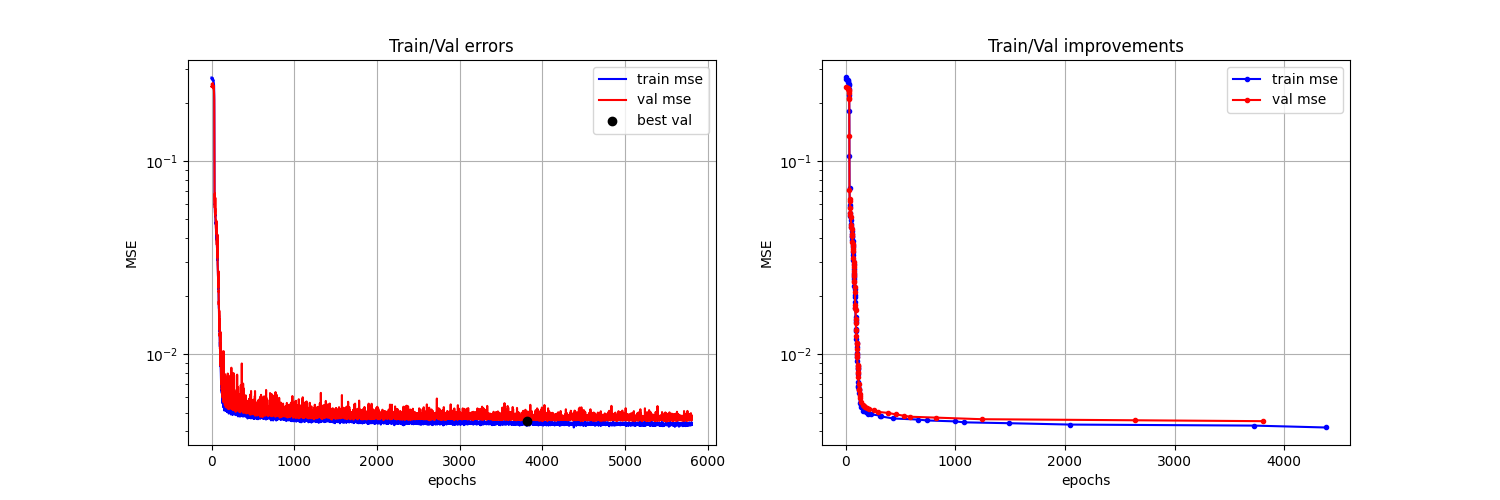 Train/Val errors
train mse
val mse
best val
10^-1
10^-2
MSE
0 1000 2000 3000 4000 5000 6000
epochs
Train/Val improvements
train mse
val mse
10^-1
10^-2
MSE
0 1000 2000 3000 4000
epochs